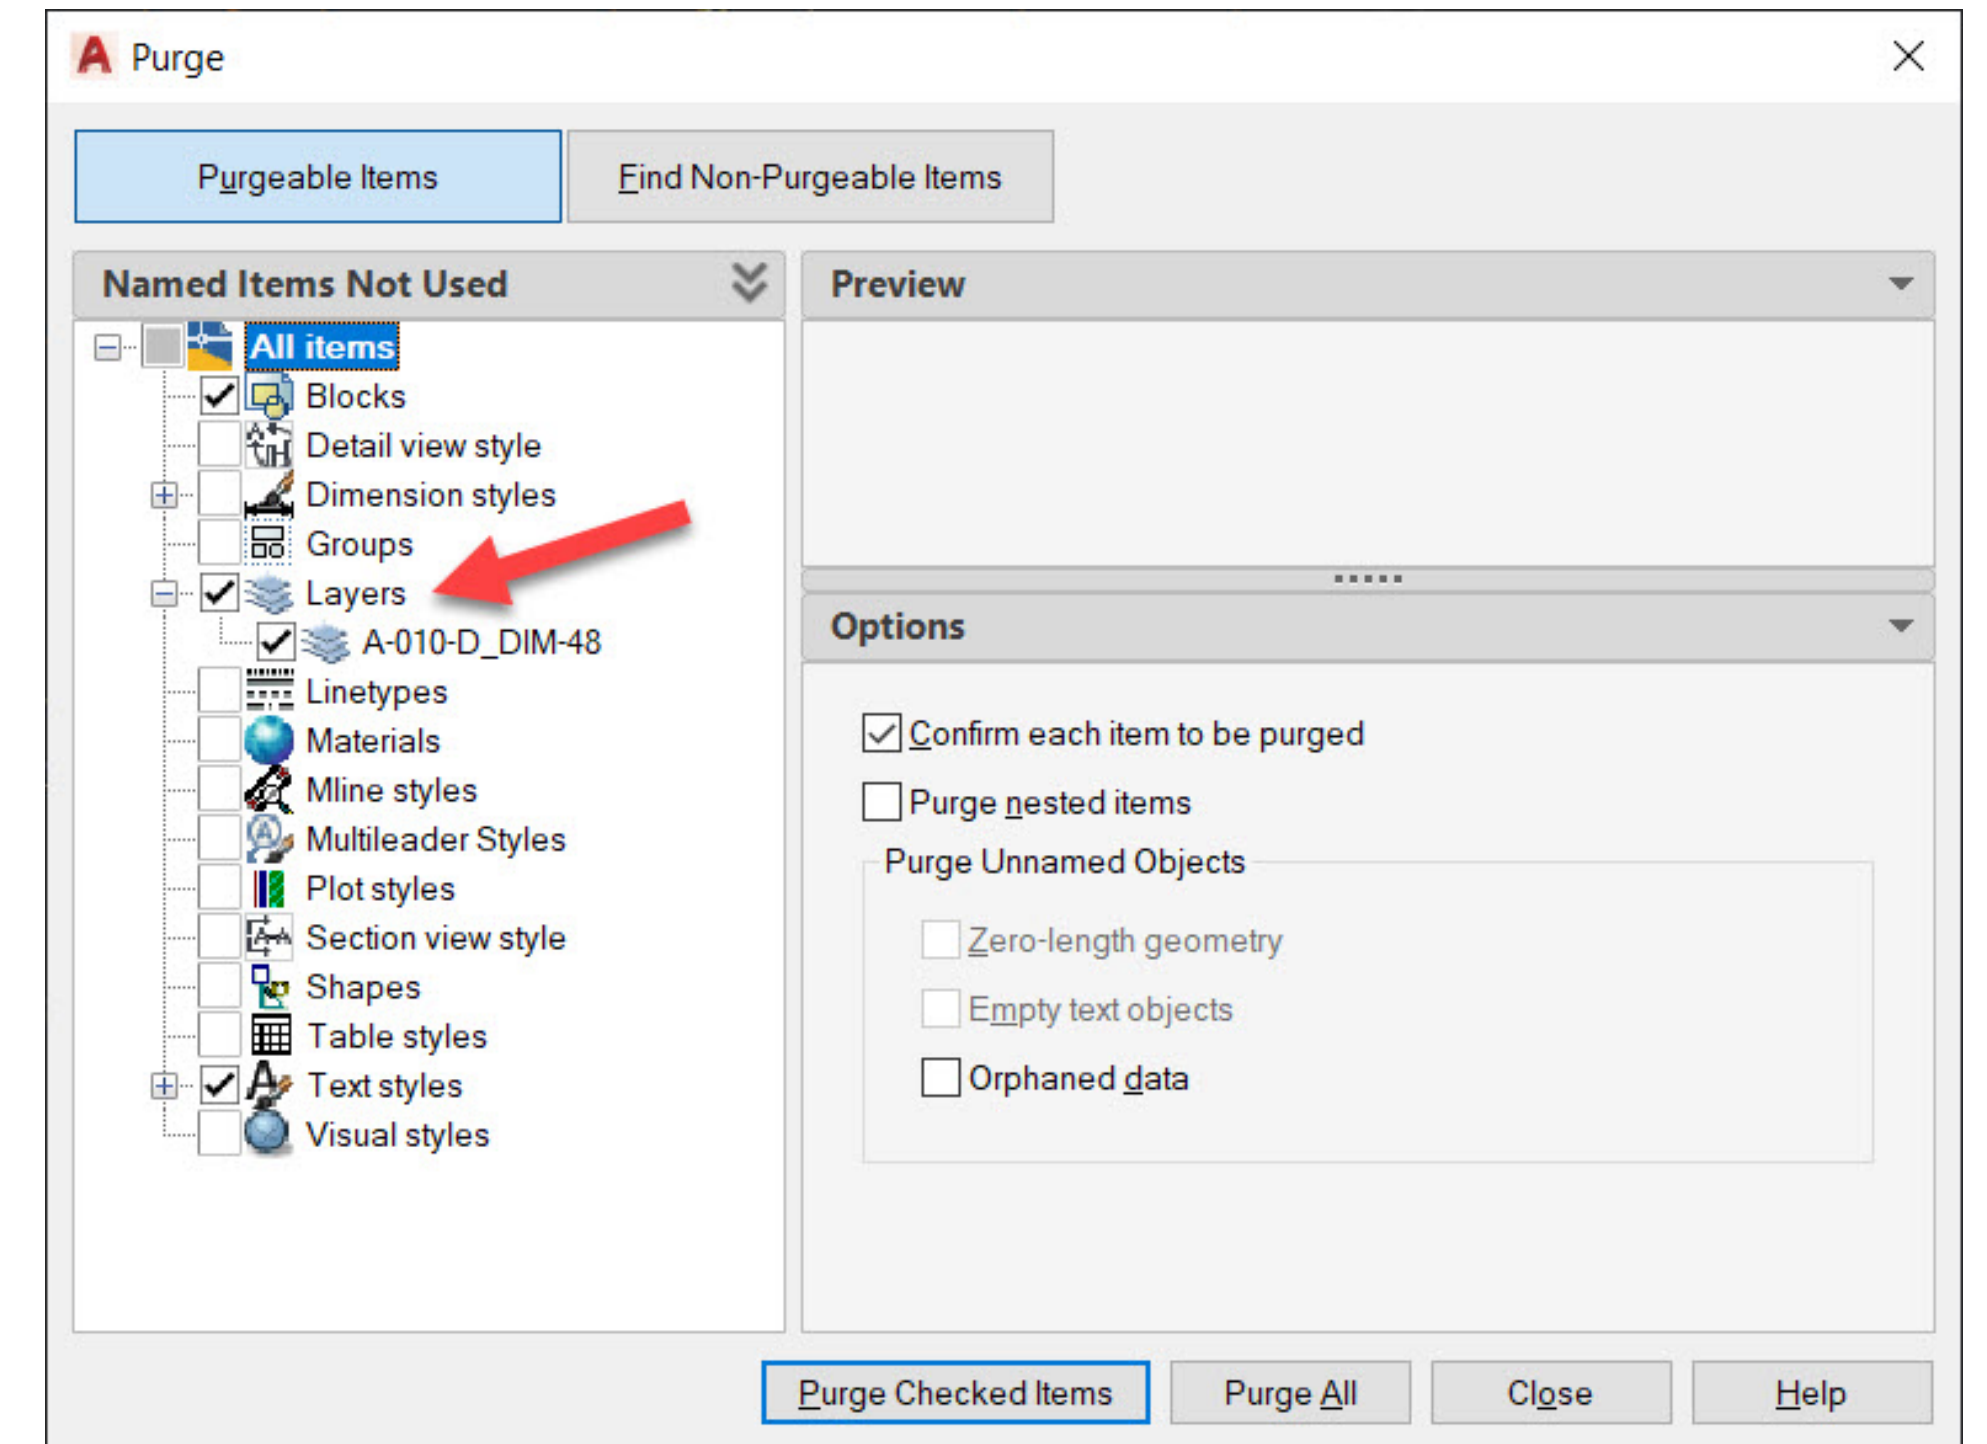 Purge
Purgeable Items
Find Non-Purgeable Items
Named Items Not Used
All items
Blocks
Detail view style
Dimension styles
Groups
Layers
A-010-D_DIM-48
Linetypes
Materials
Mline styles
Multileader Styles
Plot styles
Section view style
Shapes
Table styles
Text styles
Visual styles
Preview
Options
Confirm each item to be purged
Purge nested items
Purge Unnamed Objects
Zero-length geometry
Empty text objects
Orphaned data
Purge Checked Items
Purge All
Close
Help